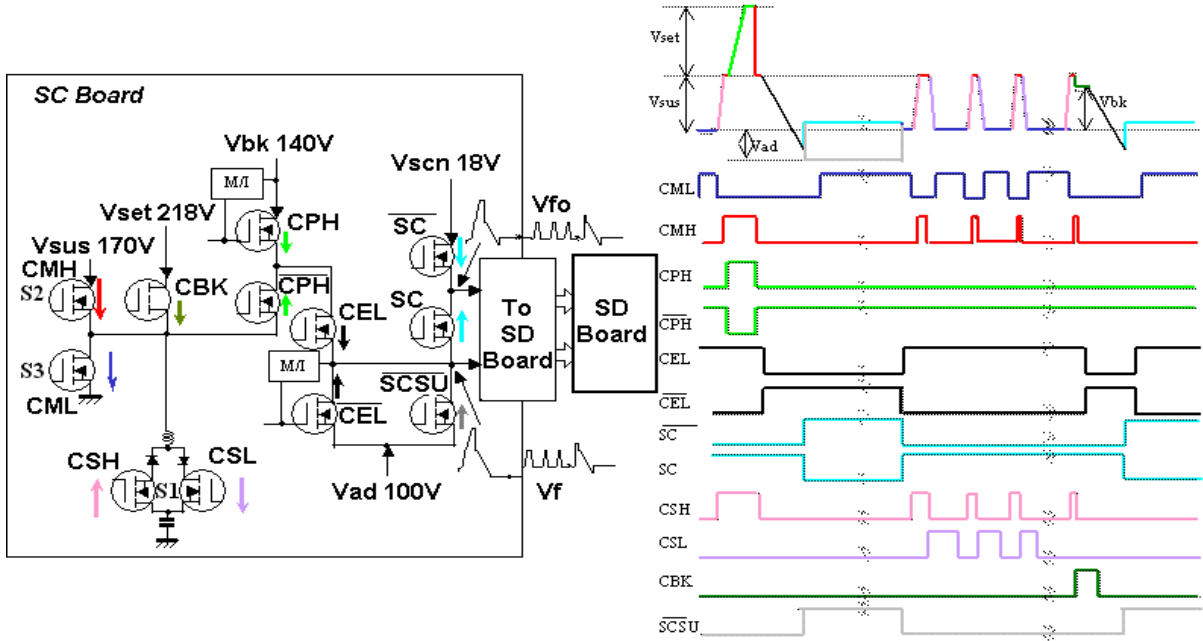 SC Board
Vbk 140V
M/I
CPH
Vset 218V
Vsus 170V
CMH
S2
CBK
CPH
CEL
S3
CML
M/I
CEL
SCSU
Vscn 18V
SC
SC
Vfo
To
SD
Board
SD
Board
CSH
S1
CSL
Vad 100V
Vf
Vset
Vsus
Vad
Vbk
CML
CMH
CPH
CPH
CEL
CEL
SC
SC
CSH
CSL
CBK
SCSU